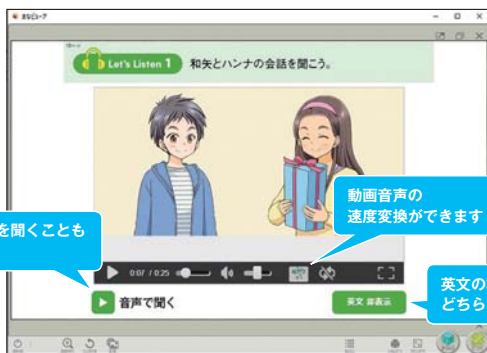 まなビューア
Let's Listen 1 和矢とハンナの会話を聞こう。
動画音声の
速度変換ができます
を聞くことも
0:07 / 0:25
音声で聞く
英文 非表示
英文の
どちら